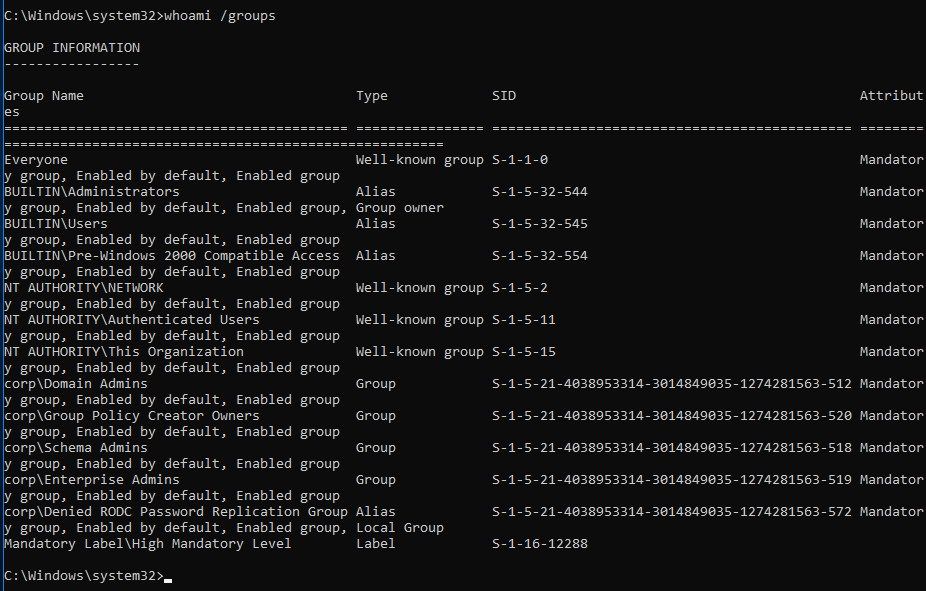 C:\Windows\system32>whoami /groups
GROUP INFORMATION
-----------------
Group Name                                  Type             SID                                           Attribut
es
=========================================== ================ ============================================= ========
=======================================================
Everyone                                    Well-known group S-1-1-0                                       Mandator
y group, Enabled by default, Enabled group
BUILTIN\Administrators                      Alias            S-1-5-32-544                                  Mandator
y group, Enabled by default, Enabled group, Group owner
BUILTIN\Users                               Alias            S-1-5-32-545                                  Mandator
y group, Enabled by default, Enabled group
BUILTIN\Pre-Windows 2000 Compatible Access  Alias            S-1-5-32-554                                  Mandator
y group, Enabled by default, Enabled group
NT AUTHORITY\NETWORK                        Well-known group S-1-5-2                                       Mandator
y group, Enabled by default, Enabled group
NT AUTHORITY\Authenticated Users            Well-known group S-1-5-11                                      Mandator
y group, Enabled by default, Enabled group
NT AUTHORITY\This Organization              Well-known group S-1-5-15                                      Mandator
y group, Enabled by default, Enabled group
corp\Domain Admins                          Group            S-1-5-21-4038953314-3014849035-1274281563-512 Mandator
y group, Enabled by default, Enabled group
corp\Group Policy Creator Owners            Group            S-1-5-21-4038953314-3014849035-1274281563-520 Mandator
y group, Enabled by default, Enabled group
corp\Schema Admins                          Group            S-1-5-21-4038953314-3014849035-1274281563-518 Mandator
y group, Enabled by default, Enabled group
corp\Enterprise Admins                      Group            S-1-5-21-4038953314-3014849035-1274281563-519 Mandator
y group, Enabled by default, Enabled group
corp\Denied RODC Password Replication Group Alias            S-1-5-21-4038953314-3014849035-1274281563-572 Mandator
y group, Enabled by default, Enabled group, Local Group
Mandatory Label\High Mandatory Level        Label            S-1-16-12288
C:\Windows\system32>